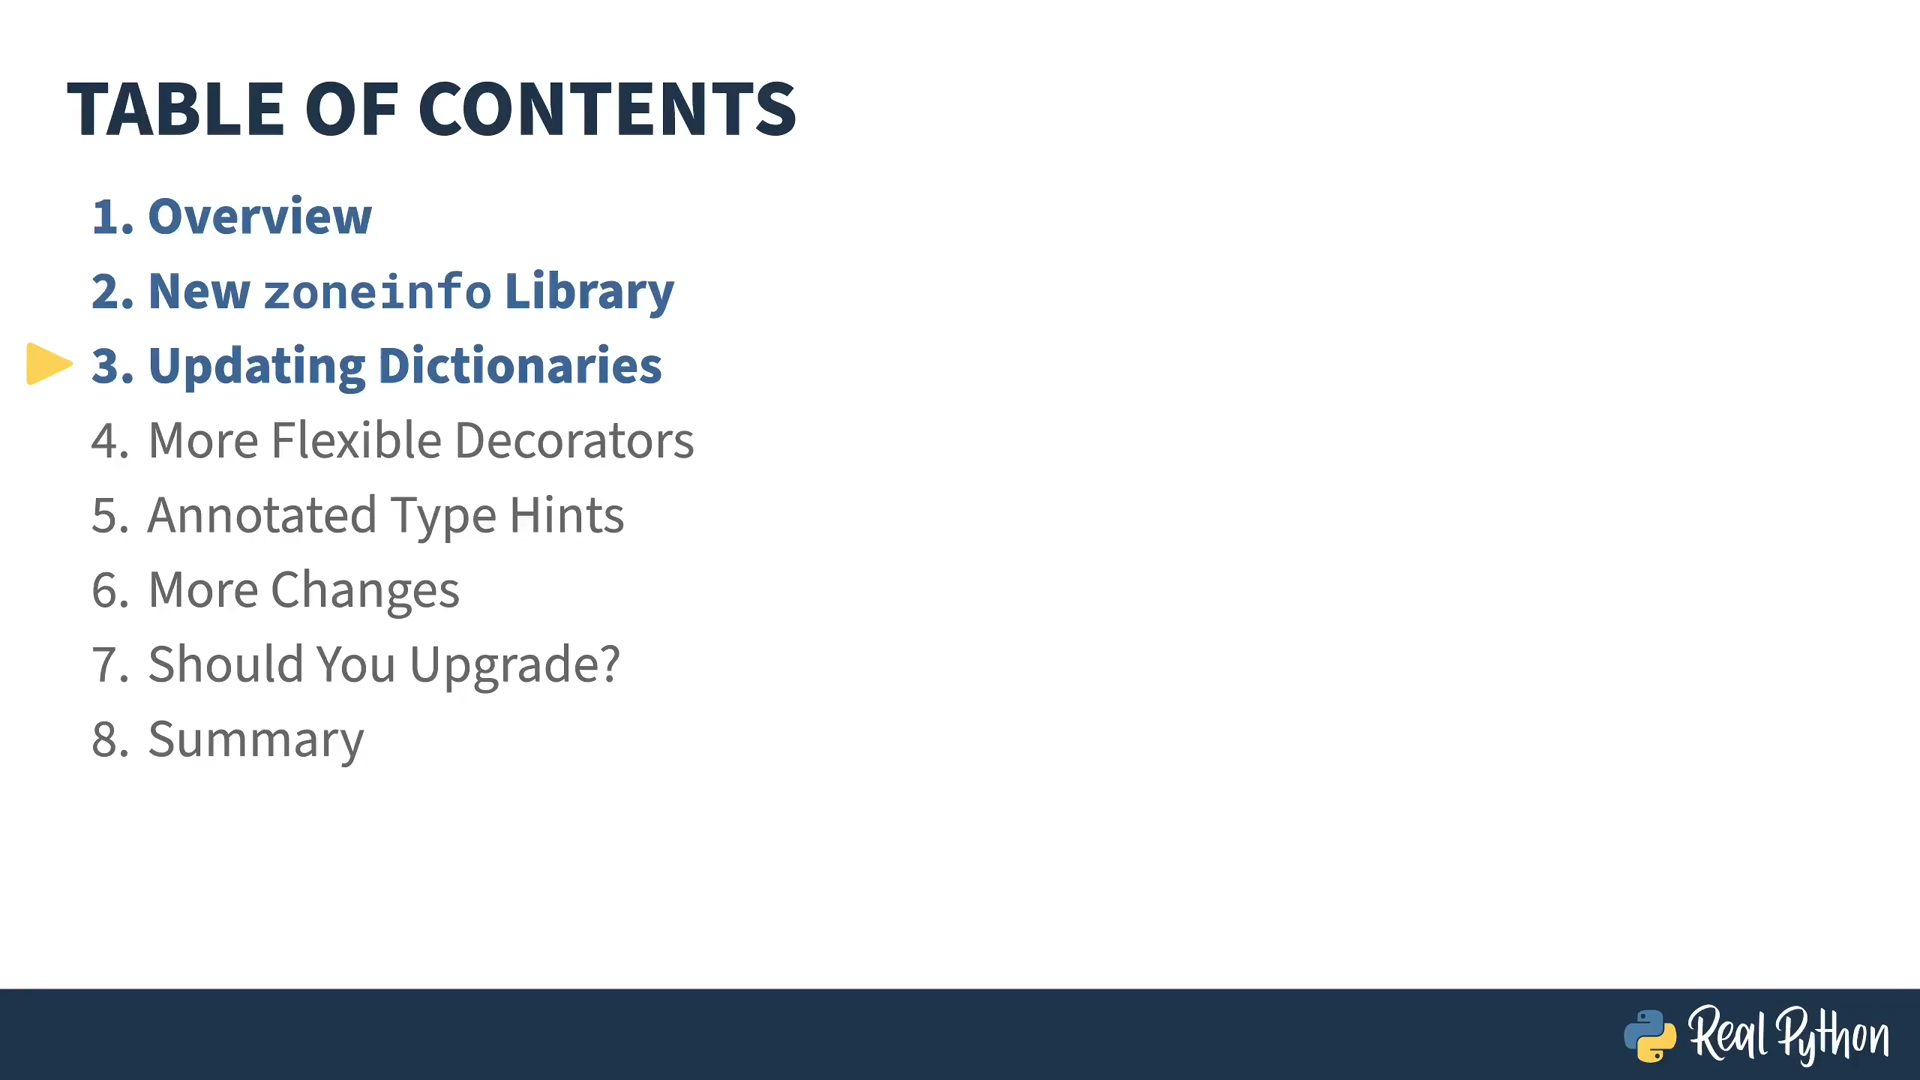 TABLE OF CONTENTS
1. Overview
2. New zoneinfo Library
3. Updating Dictionaries
4. More Flexible Decorators
5. Annotated Type Hints
6. More Changes
7. Should You Upgrade?
8. Summary
Real Python